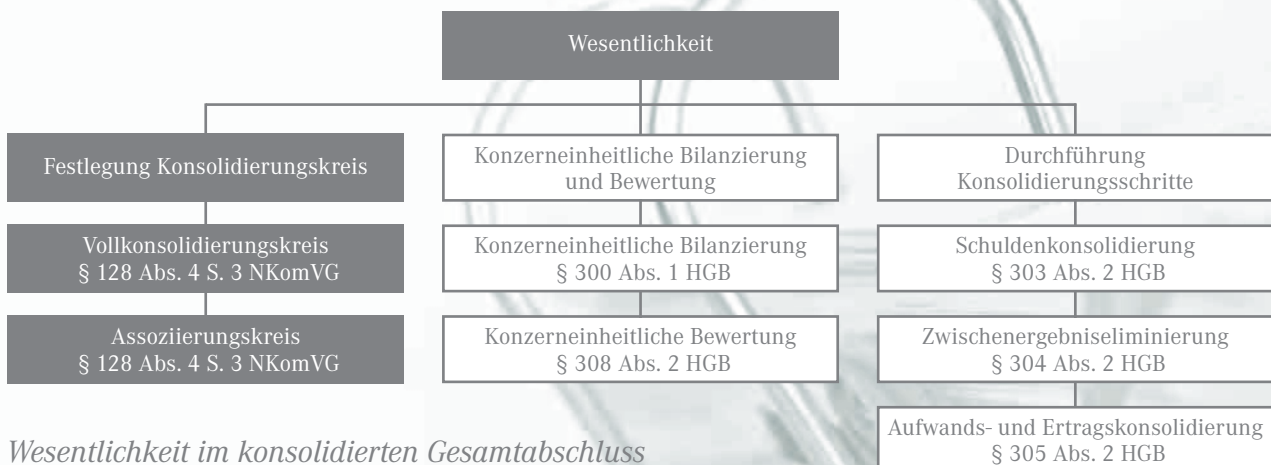 Wesentlichkeit
Festlegung Konsolidierungskreis
Vollkonsolidierungskreis
§ 128 Abs. 4 S. 3 NKomVG
Assoziierungskreis
§ 128 Abs. 4 S. 3 NKomVG
Konzerneinheitliche Bilanzierung
und Bewertung
Konzerneinheitliche Bilanzierung
§ 300 Abs. 1 HGB
Konzerneinheitliche Bewertung
§ 308 Abs. 2 HGB
Durchführung
Konsolidierungsschritte
Schuldenkonsolidierung
§ 303 Abs. 2 HGB
Zwischenergebniseliminierung
§ 304 Abs. 2 HGB
Aufwands- und Ertragskonsolidierung
§ 305 Abs. 2 HGB
Wesentlichkeit im konsolidierten Gesamtabschluss